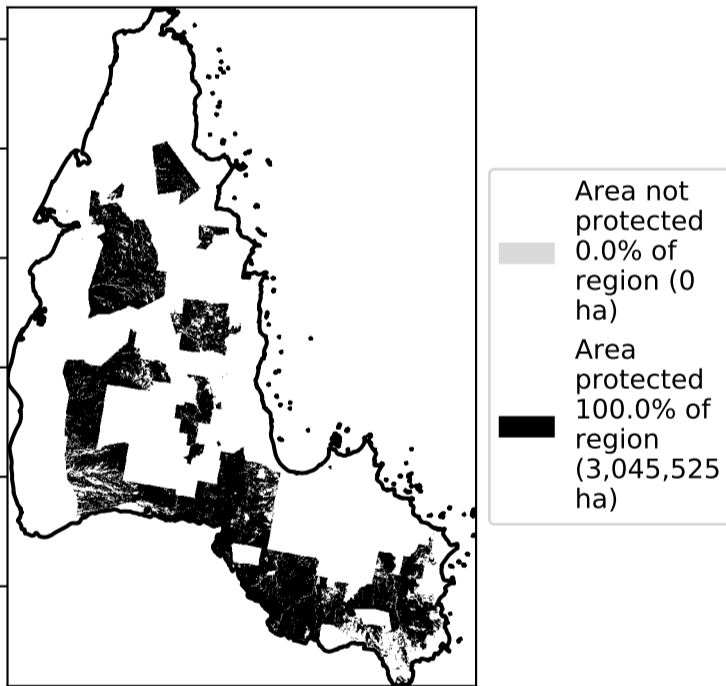 Area not
protected
0.0% of
region (0
ha)
Area
protected
100.0% of
region
(3,045,525
ha)